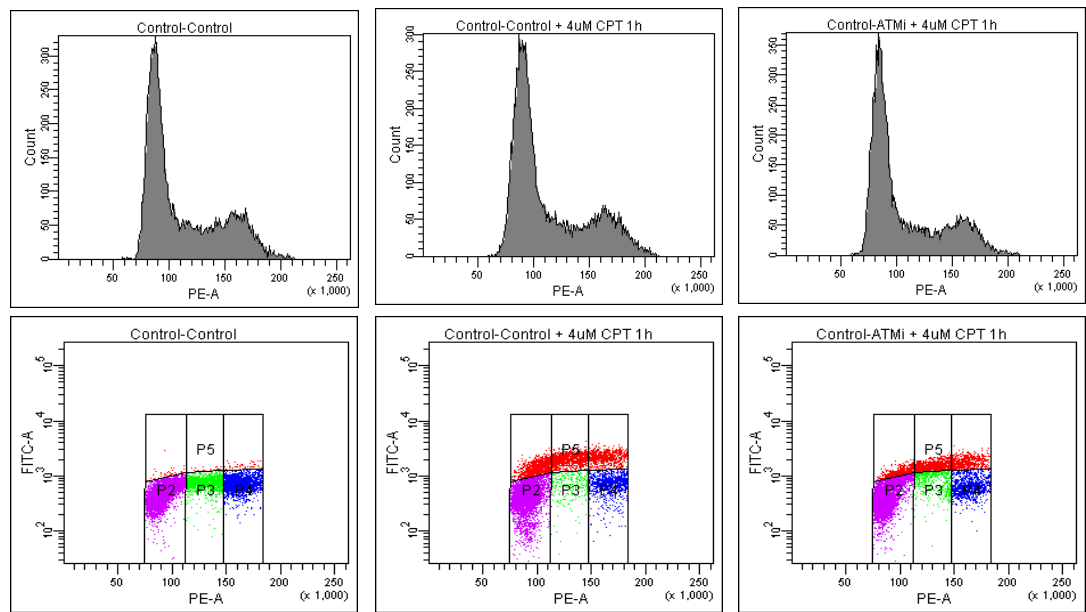 Control-Control
Count
0 50 100 150 200 250 300
50 100 150 200 250
PE-A
(x 1,000)
Control-Control + 4uM CPT 1h
Count
0 50 100 150 200 250 300
50 100 150 200 250
PE-A
(x 1,000)
Control-ATMi + 4uM CPT 1h
Count
0 50 100 150 200 250 300 350
50 100 150 200 250
PE-A
(x 1,000)
Control-Control
FITC-A
10^2 10^3 10^4 10^5
P5
P2 P3 P4
50 100 150 200 250
PE-A
(x 1,000)
Control-Control + 4uM CPT 1h
FITC-A
10^2 10^3 10^4 10^5
P5
P2 P3 P4
50 100 150 200 250
PE-A
(x 1,000)
Control-ATMi + 4uM CPT 1h
FITC-A
10^2 10^3 10^4 10^5
P5
P2 P3 P4
50 100 150 200 250
PE-A
(x 1,000)